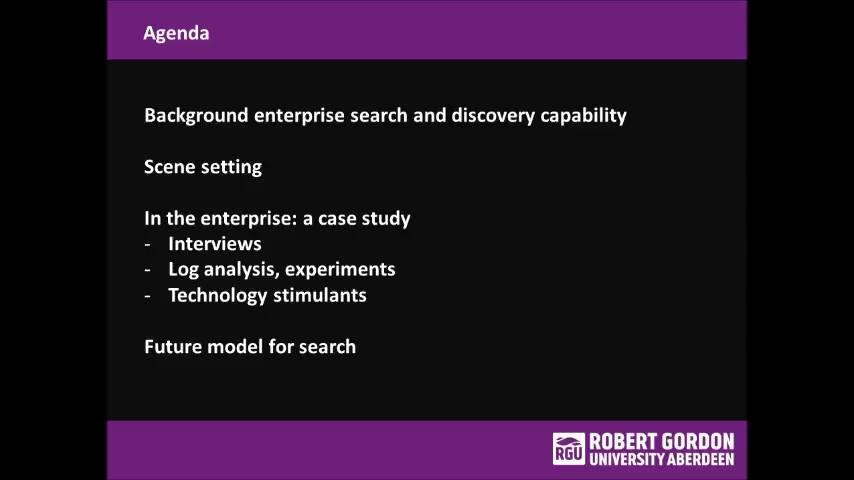 Agenda
Background enterprise search and discovery capability
Scene setting
In the enterprise: a case study
- Interviews
- Log analysis, experiments
- Technology stimulants
Future model for search
RGU
ROBERT GORDON
UNIVERSITY ABERDEEN